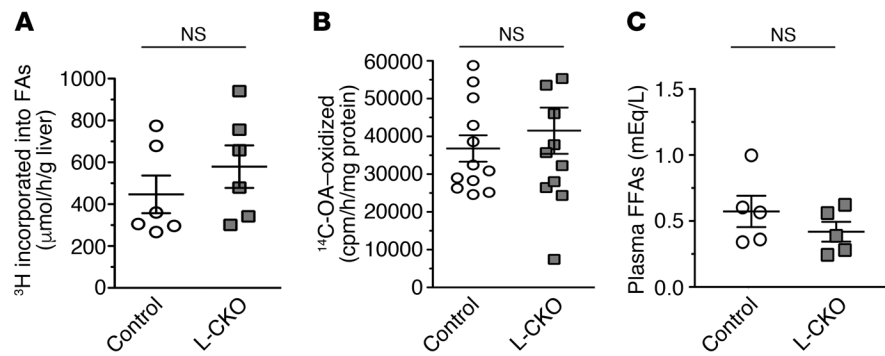 A
NS
³H incorporated into FAs
(μmol/h/g liver)
1000
800
600
400
200
0
Control
L-CKO
B
NS
¹⁴C-OA–oxidized
(cpm/h/mg protein)
60000
50000
40000
30000
20000
10000
0
Control
L-CKO
C
NS
Plasma FFAs (mEq/L)
1.5
1.0
0.5
0.0
Control
L-CKO